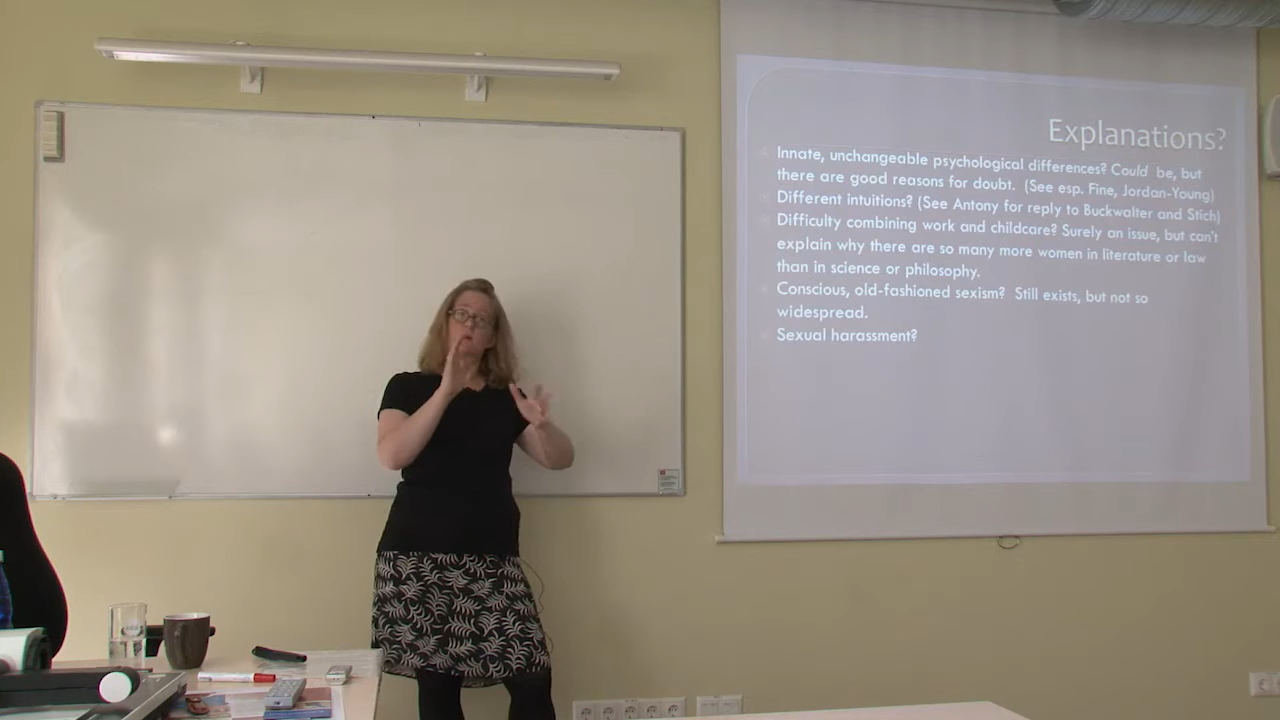 Explanations?
Innate, unchangeable psychological differences? Could be, but
there are good reasons for doubt. (See esp. Fine, Jordan-Young)
Different intuitions? (See Antony for reply to Buckwalter and Stich)
Difficulty combining work and childcare? Surely an issue, but can't
explain why there are so many more women in literature or law
than in science or philosophy.
Conscious, old-fashioned sexism? Still exists, but not so
widespread.
Sexual harassment?